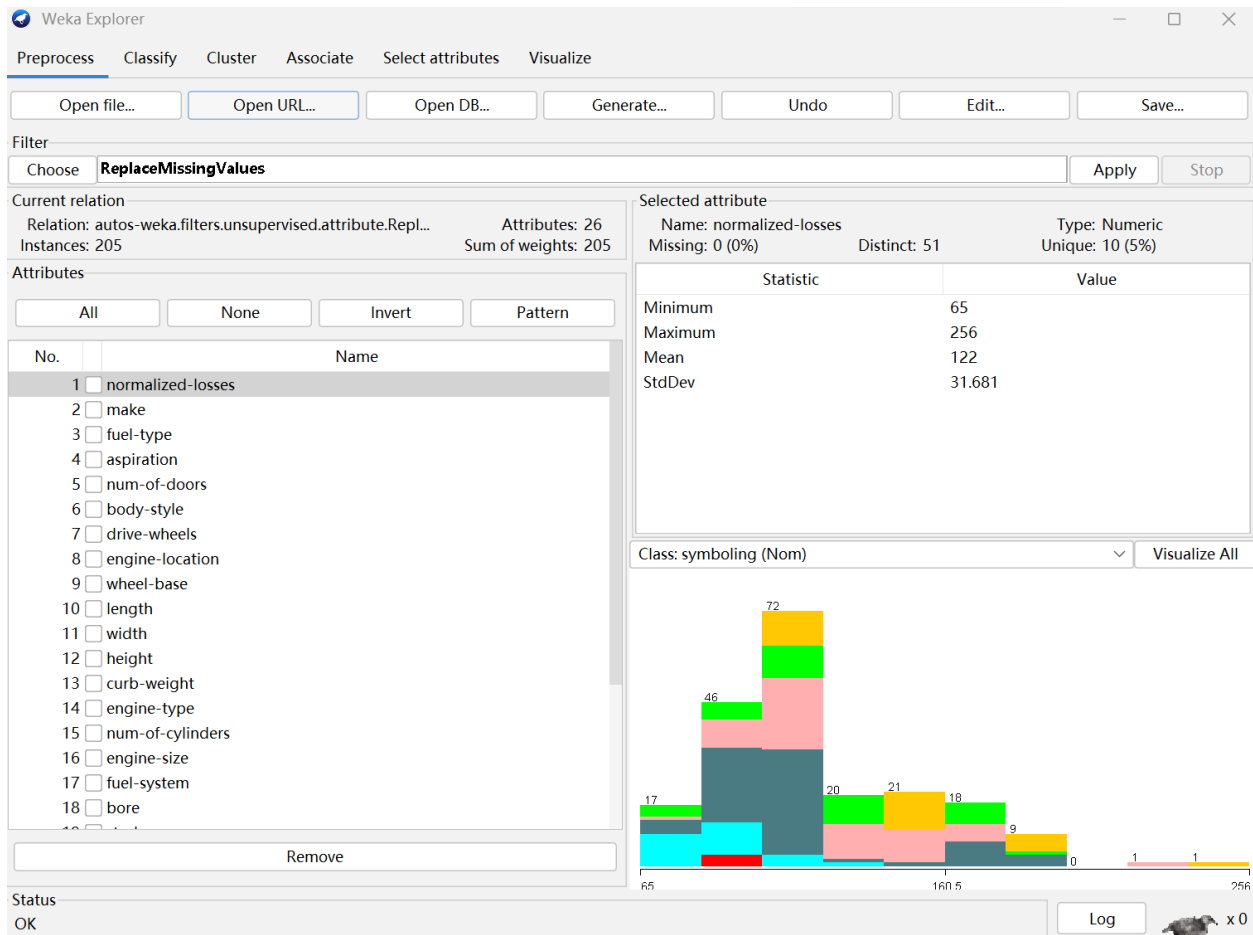 Weka Explorer
Preprocess Classify Cluster Associate Select attributes Visualize
Open file... Open URL... Open DB... Generate... Undo Edit... Save...
Filter
Choose ReplaceMissingValues Apply Stop
Current relation
Relation: autos-weka.filters.unsupervised.attribute.Repl... Attributes: 26
Instances: 205 Sum of weights: 205
Attributes
All None Invert Pattern
No. Name
1 normalized-losses
2 make
3 fuel-type
4 aspiration
5 num-of-doors
6 body-style
7 drive-wheels
8 engine-location
9 wheel-base
10 length
11 width
12 height
13 curb-weight
14 engine-type
15 num-of-cylinders
16 engine-size
17 fuel-system
18 bore
Remove
Selected attribute
Name: normalized-losses Type: Numeric
Missing: 0 (0%) Distinct: 51 Unique: 10 (5%)
Statistic Value
Minimum 65
Maximum 256
Mean 122
StdDev 31.681
Class: symboling (Nom) Visualize All
72
46
17
20
21
18
9
0
1
1
65 160.5 256
Status
OK
Log x 0